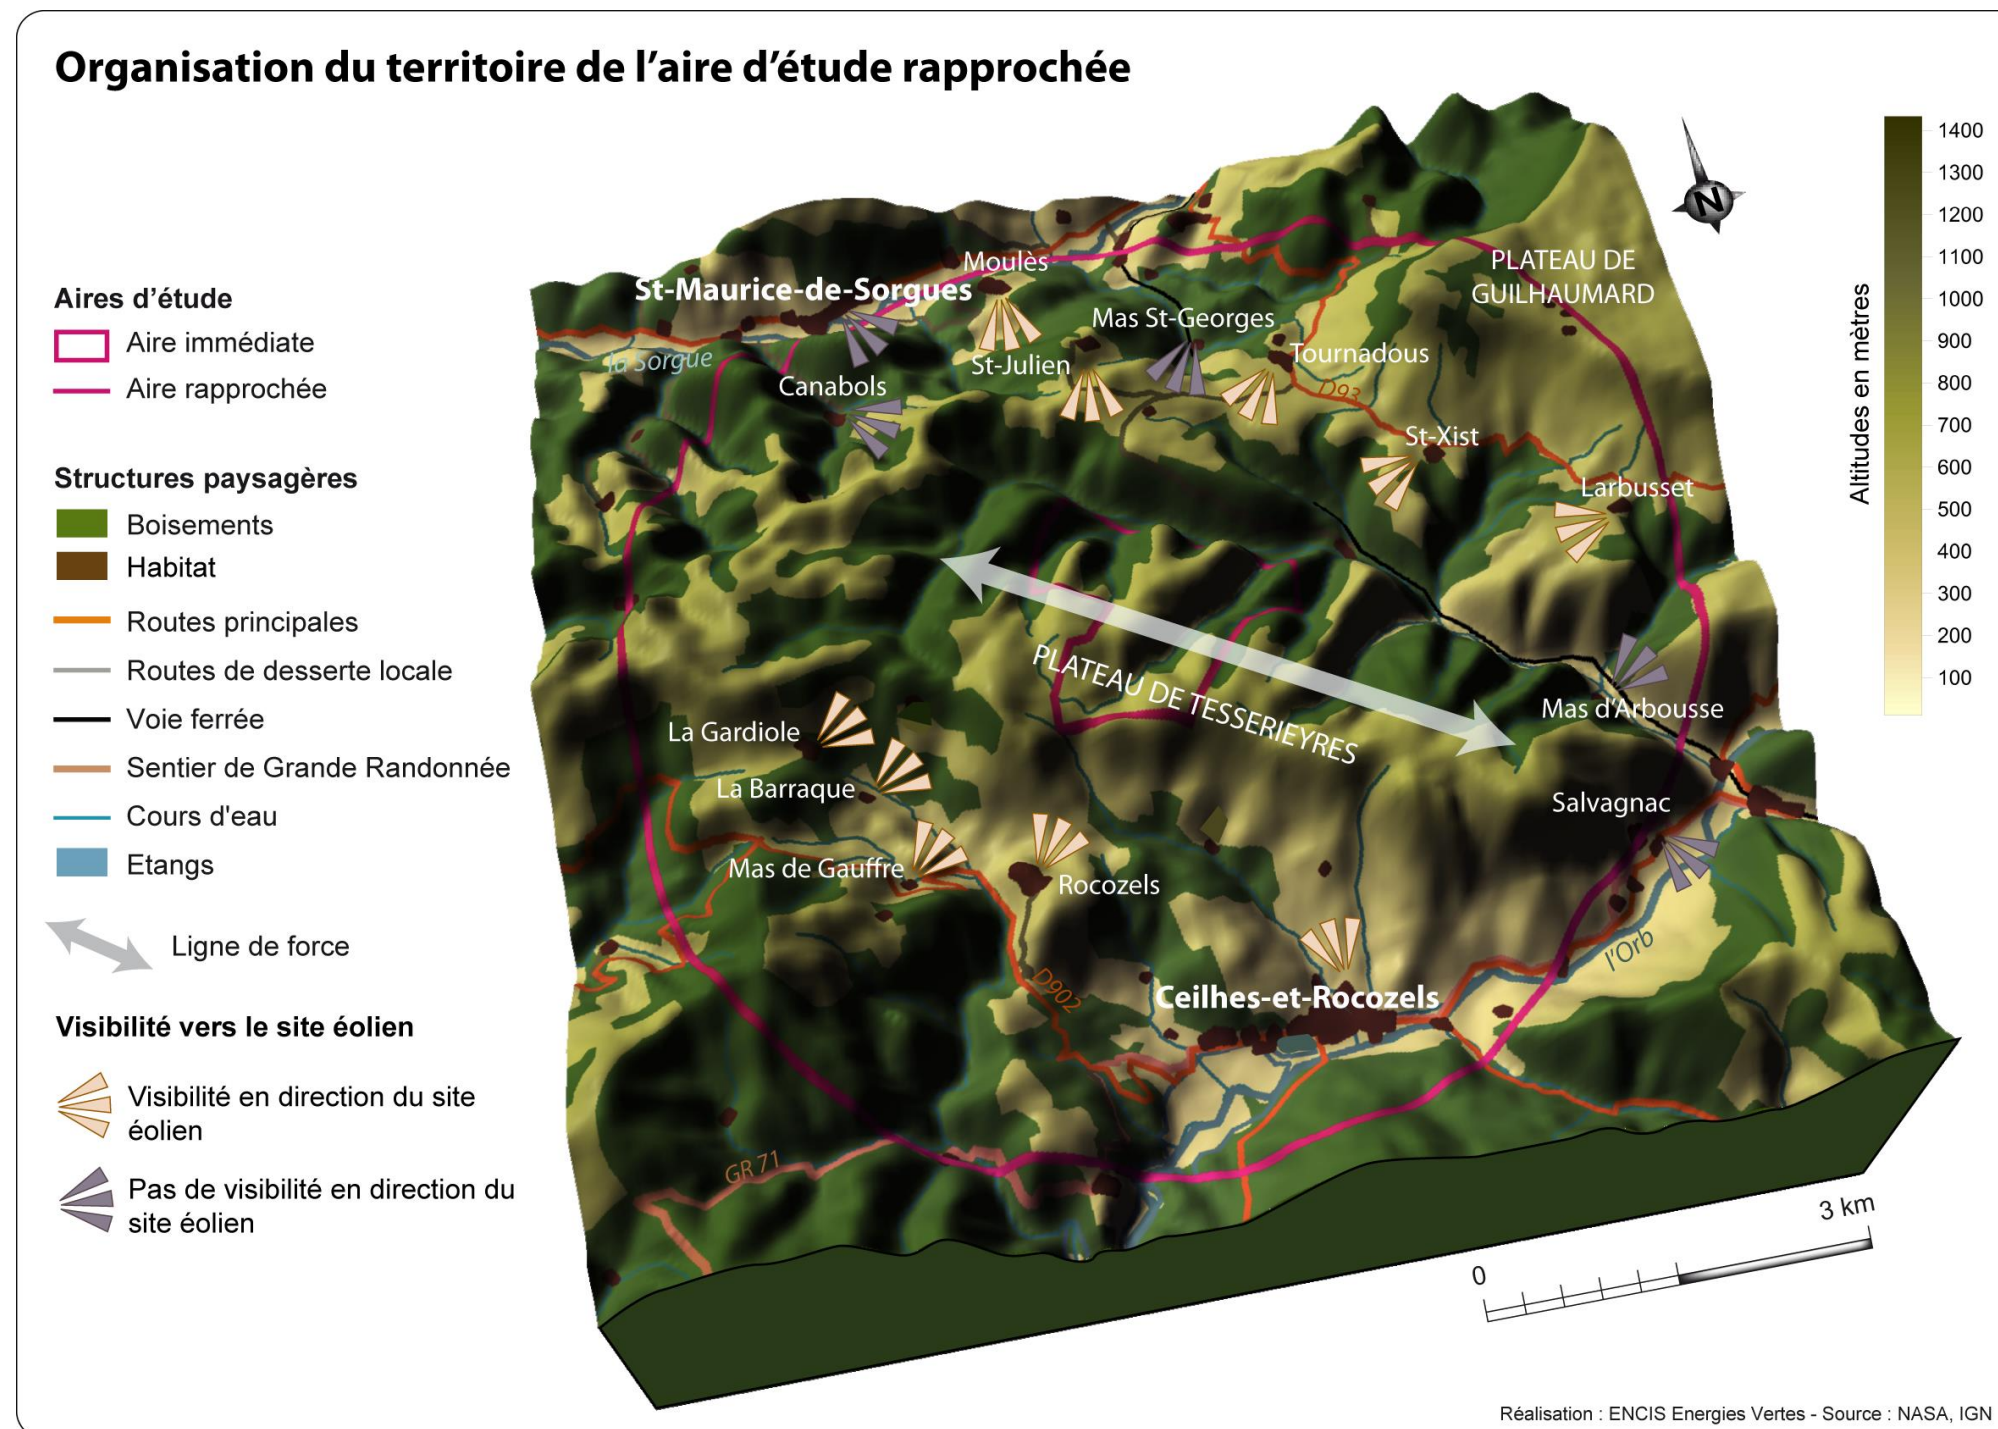 Organisation du territoire de l'aire d'étude rapprochée
Aires d'étude
Aire immédiate
Aire rapprochée
Structures paysagères
Boisements
Habitat
Routes principales
Routes de desserte locale
Voie ferrée
Sentier de Grande Randonnée
Cours d'eau
Etangs
Ligne de force
Visibilité vers le site éolien
Visibilité en direction du site
éolien
Pas de visibilité en direction du
site éolien
Moulès
St-Maurice-de-Sorgues
la Sorgue
Canabols
St-Julien
Mas St-Georges
Tournadous
D93
St-Xist
Larbusset
PLATEAU DE
GUILHAUMARD
PLATEAU DE TESSERIEYRES
La Gardiole
La Barraque
Mas de Gauffre
Rocozels
Mas d'Arbousse
Salvagnac
l'Orb
D902
Ceilhes-et-Rocozels
GR 71
N
Altitudes en mètres
1400
1300
1200
1100
1000
900
800
700
600
500
400
300
200
100
0
3 km
Réalisation : ENCIS Energies Vertes - Source : NASA, IGN